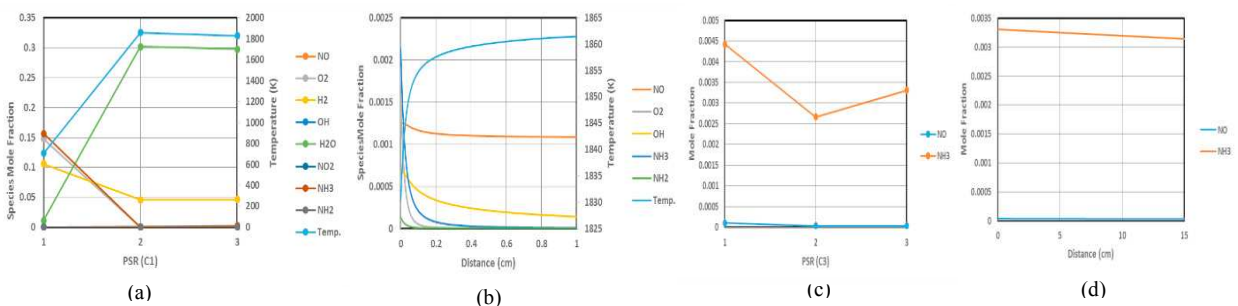 0.35
0.3
0.25
0.2
0.15
0.1
0.05
0
Species Mole Fraction
2000
1800
1600
1400
1200
1000
800
600
400
200
0
Temperature (K)
1 2 3
PSR (C1)
NO
O2
H2
OH
H2O
NO2
NH3
NH2
Temp.
(a)
0.0025
0.002
0.0015
0.001
0.0005
0
SpeciesMole Fraction
1865
1860
1855
1850
1845
1840
1835
1830
1825
Temperature (K)
0 0.2 0.4 0.6 0.8 1
Distance (cm)
NO
O2
OH
NH3
NH2
Temp.
(b)
0.005
0.0045
0.004
0.0035
0.003
0.0025
0.002
0.0015
0.001
0.0005
0
Mole Fraction
1 2 3
PSR (C3)
NO
NH3
(c)
0.0035
0.003
0.0025
0.002
0.0015
0.001
0.0005
0
Mole Fraction
0 5 10 15
Distance (cm)
NO
NH3
(d)